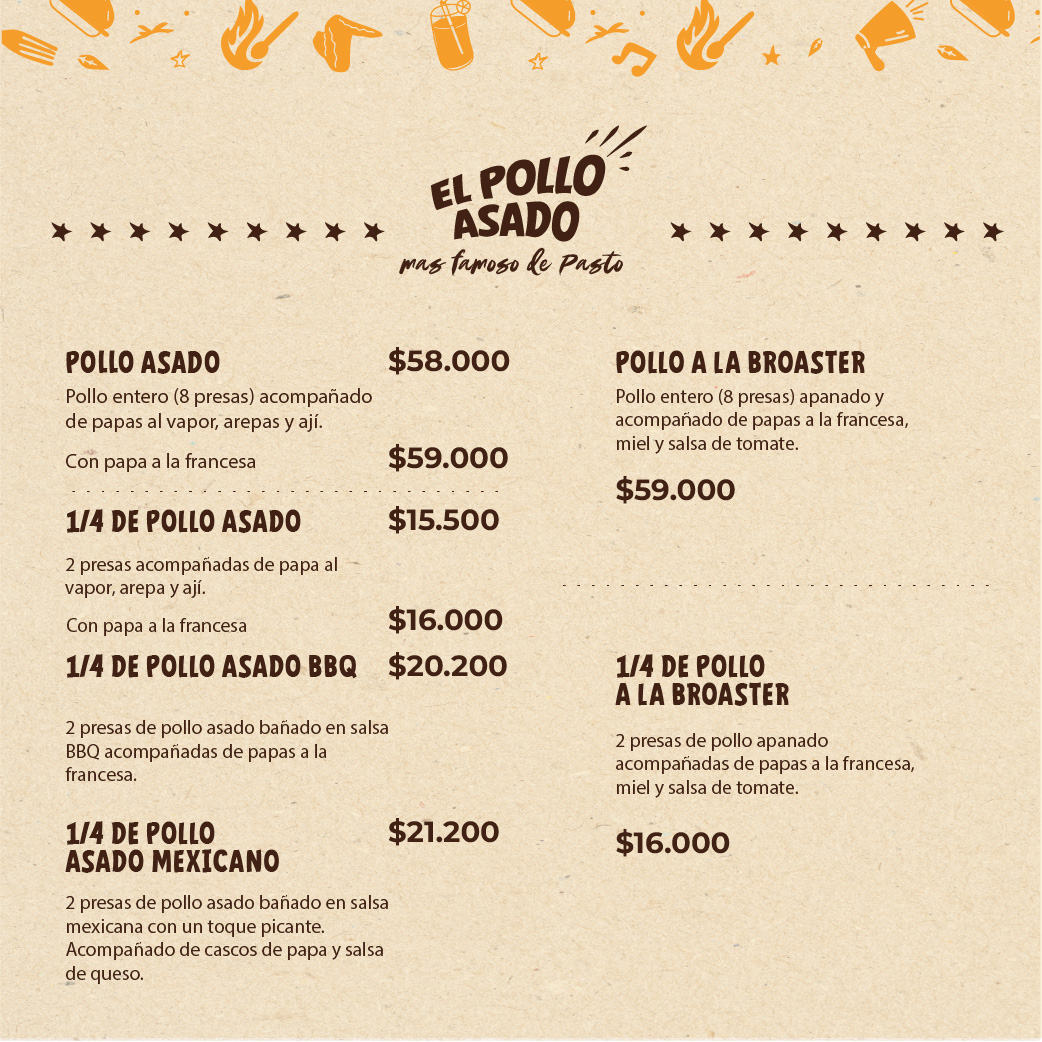 EL POLLO
ASADO
mas famoso de Pasto
POLLO ASADO $58.000
Pollo entero (8 presas) acompañado
de papas al vapor, arepas y ají.
Con papa a la francesa $59.000
1/4 DE POLLO ASADO $15.500
2 presas acompañadas de papa al
vapor, arepa y ají.
Con papa a la francesa $16.000
1/4 DE POLLO ASADO BBQ $20.200
2 presas de pollo asado bañado en salsa
BBQ acompañadas de papas a la
francesa.
1/4 DE POLLO $21.200
ASADO MEXICANO
2 presas de pollo asado bañado en salsa
mexicana con un toque picante.
Acompañado de cascos de papa y salsa
de queso.
POLLO A LA BROASTER
Pollo entero (8 presas) apanado y
acompañado de papas a la francesa,
miel y salsa de tomate.
$59.000
1/4 DE POLLO
A LA BROASTER
2 presas de pollo apanado
acompañadas de papas a la francesa,
miel y salsa de tomate.
$16.000